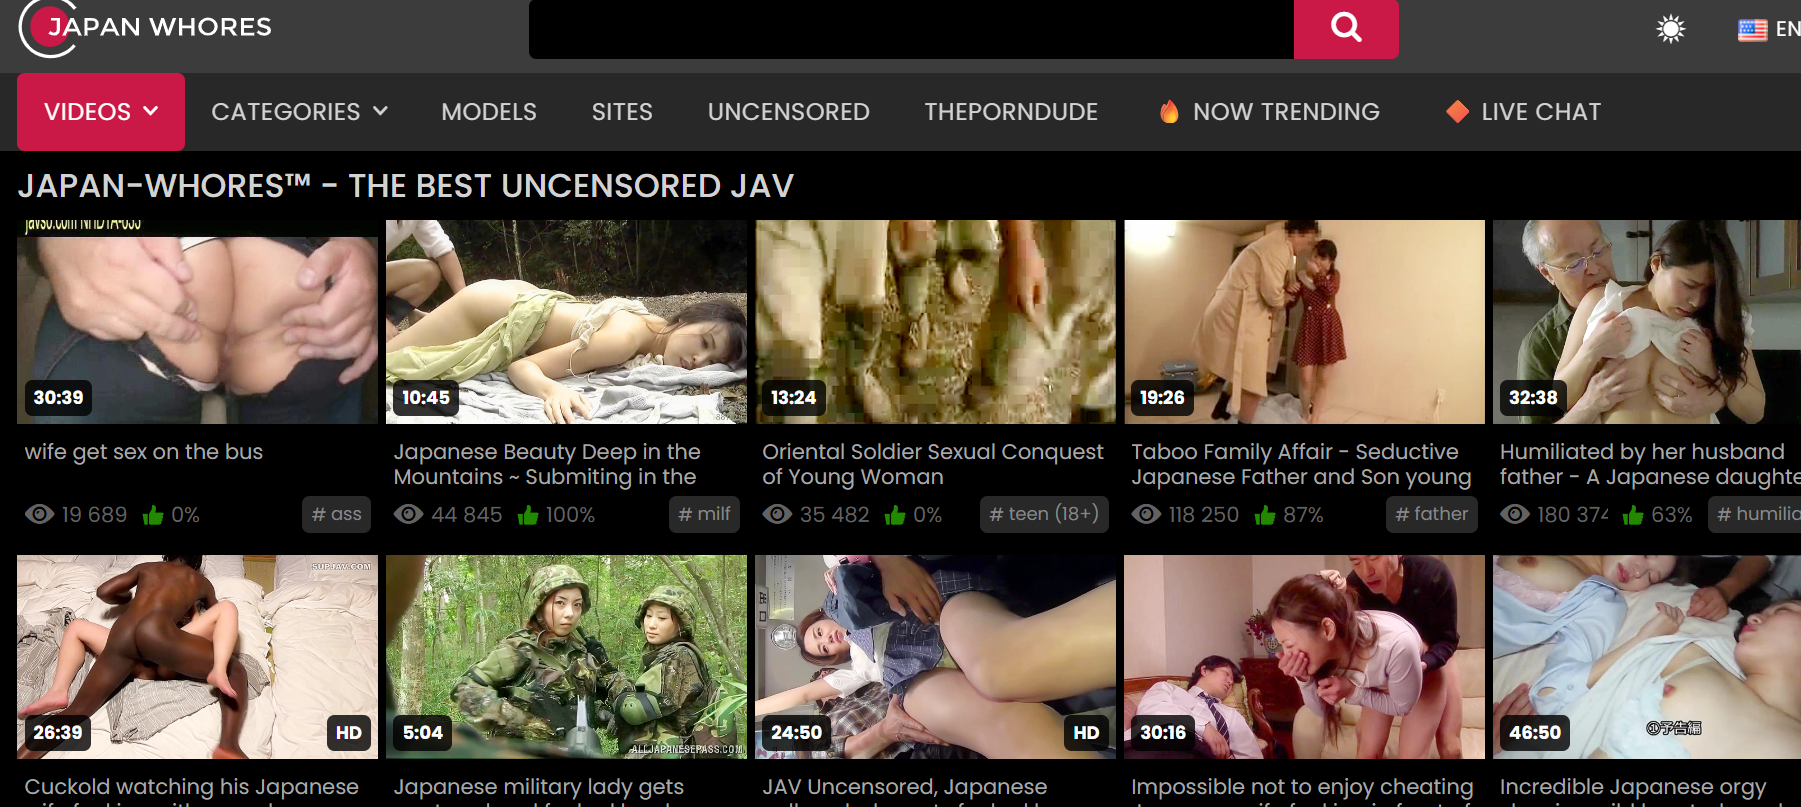 JAPAN WHORES
EN
VIDEOS
CATEGORIES
MODELS
SITES
UNCENSORED
THEPORNDUDE
NOW TRENDING
LIVE CHAT
JAPAN-WHORES™ - THE BEST UNCENSORED JAV
30:39
10:45
13:24
19:26
32:38
wife get sex on the bus
Japanese Beauty Deep in the
Mountains ~ Submiting in the
Oriental Soldier Sexual Conquest
of Young Woman
Taboo Family Affair - Seductive
Japanese Father and Son young
Humiliated by her husband
father - A Japanese daughte
19 689
0%
# ass
44 845
100%
# milf
35 482
0%
# teen (18+)
118 250
87%
# father
180 374
63%
# humilia
SUPJAV.COM
26:39
HD
5:04
ALLJAPANESEPASS.COM
24:50
HD
30:16
46:50
予告編
Cuckold watching his Japanese
Japanese military lady gets
JAV Uncensored, Japanese
Impossible not to enjoy cheating
Incredible Japanese orgy